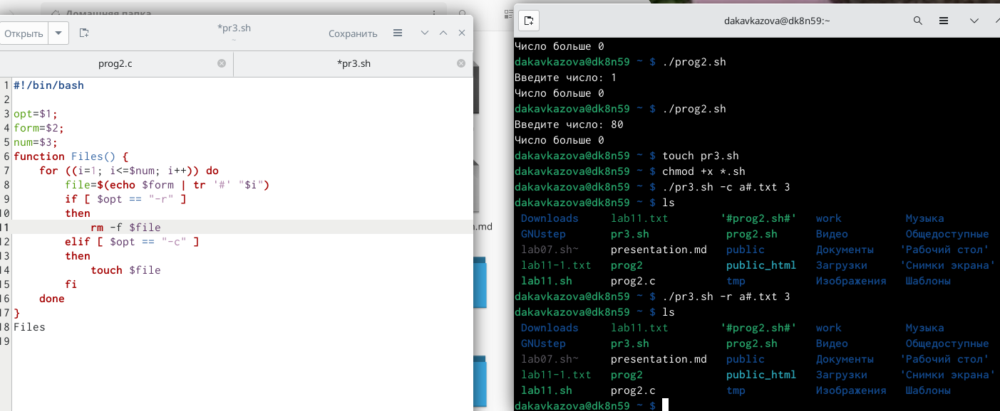 Домашняя папка
Открыть
*pr3.sh
~
Сохранить
prog2.c
*pr3.sh
1 #!/bin/bash
2
3 opt=$1;
4 form=$2;
5 num=$3;
6 function Files() {
7     for ((i=1; i<=$num; i++)) do
8         file=$(echo $form | tr '#' "$i")
9         if [ $opt == "-r" ]
10         then
11             rm -f $file
12         elif [ $opt == "-c" ]
13         then
14             touch $file
15         fi
16     done
17 }
18 Files
19
.md
dakavkazova@dk8n59:~
Число больше 0
dakavkazova@dk8n59 ~ $ ./prog2.sh
Введите число: 1
Число больше 0
dakavkazova@dk8n59 ~ $ ./prog2.sh
Введите число: 80
Число больше 0
dakavkazova@dk8n59 ~ $ touch pr3.sh
dakavkazova@dk8n59 ~ $ chmod +x *.sh
dakavkazova@dk8n59 ~ $ ./pr3.sh -c a#.txt 3
dakavkazova@dk8n59 ~ $ ls
Downloads lab11.txt '#prog2.sh#' work Музыка
GNUstep pr3.sh prog2.sh Видео Общедоступные
lab07.sh~ presentation.md public Документы 'Рабочий стол'
lab11-1.txt prog2 public_html Загрузки 'Снимки экрана'
lab11.sh prog2.c tmp Изображения Шаблоны
dakavkazova@dk8n59 ~ $ ./pr3.sh -r a#.txt 3
dakavkazova@dk8n59 ~ $ ls
Downloads lab11.txt '#prog2.sh#' work Музыка
GNUstep pr3.sh prog2.sh Видео Общедоступные
lab07.sh~ presentation.md public Документы 'Рабочий стол'
lab11-1.txt prog2 public_html Загрузки 'Снимки экрана'
lab11.sh prog2.c tmp Изображения Шаблоны
dakavkazova@dk8n59 ~ $